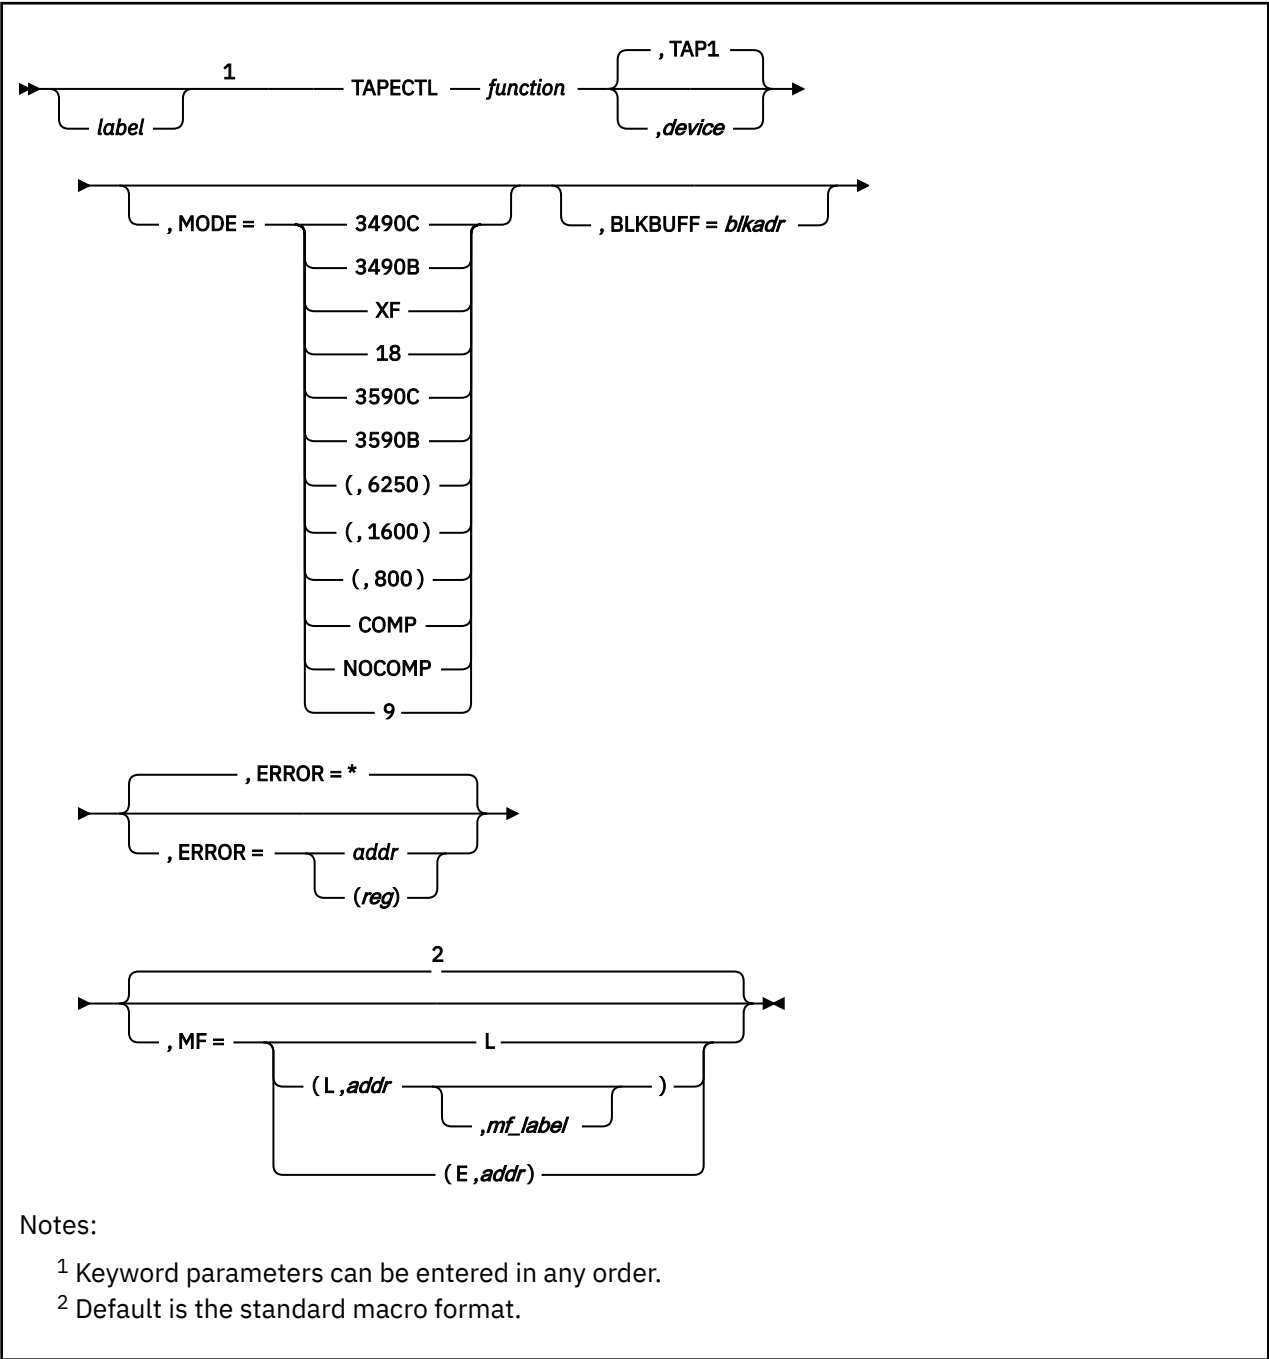 , TAP1
1
TAPECTL function
label
,device
, MODE = 3490C , BLKBUFF = blkadr
3490B
XF
18
3590C
3590B
(,6250)
(,1600)
(,800)
COMP
NOCOMP
9
, ERROR = *
, ERROR = addr
(reg)
2
, MF = L
(L,addr )
,mf_label
(E,addr)
Notes:
1 Keyword parameters can be entered in any order.
2 Default is the standard macro format.